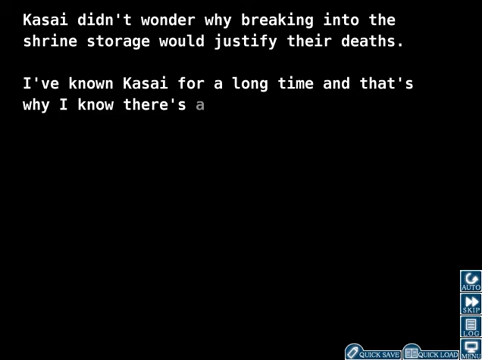 Kasai didn't wonder why breaking into the
shrine storage would justify their deaths.
I've known Kasai for a long time and that's
why I know there's a
AUTO
SKIP
LOG
MENU
QUICK SAVE QUICK LOAD